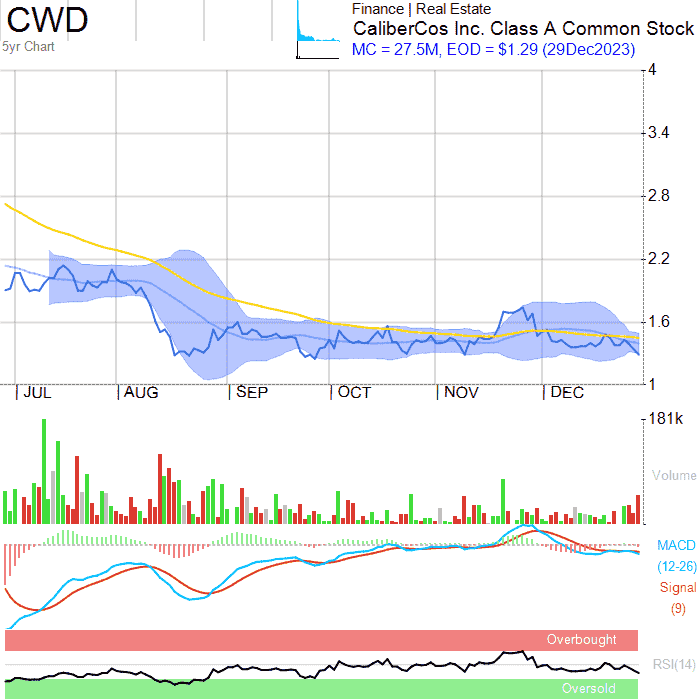 CWD
5yr Chart
Finance | Real Estate
CaliberCos Inc. Class A Common Stock
MC = 27.5M, EOD = $1.29 (29Dec2023)
4
3.4
2.8
2.2
1.6
1
JUL AUG SEP OCT NOV DEC
181k
Volume
MACD
(12-26)
Signal
(9)
Overbought
RSI(14)
Oversold